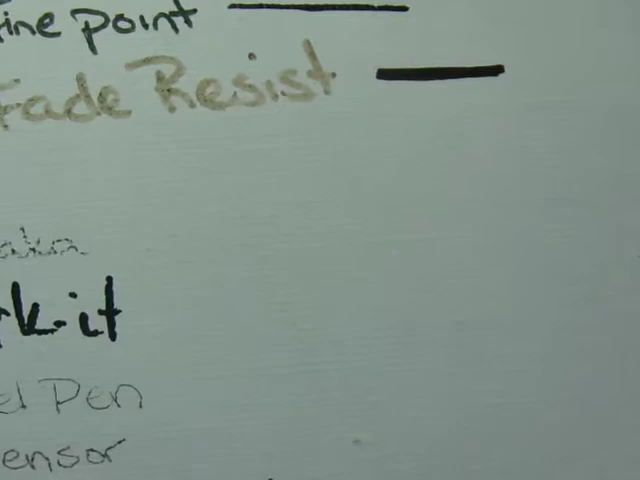 ine point
Fade Resist
k-it
el Pen
ensor